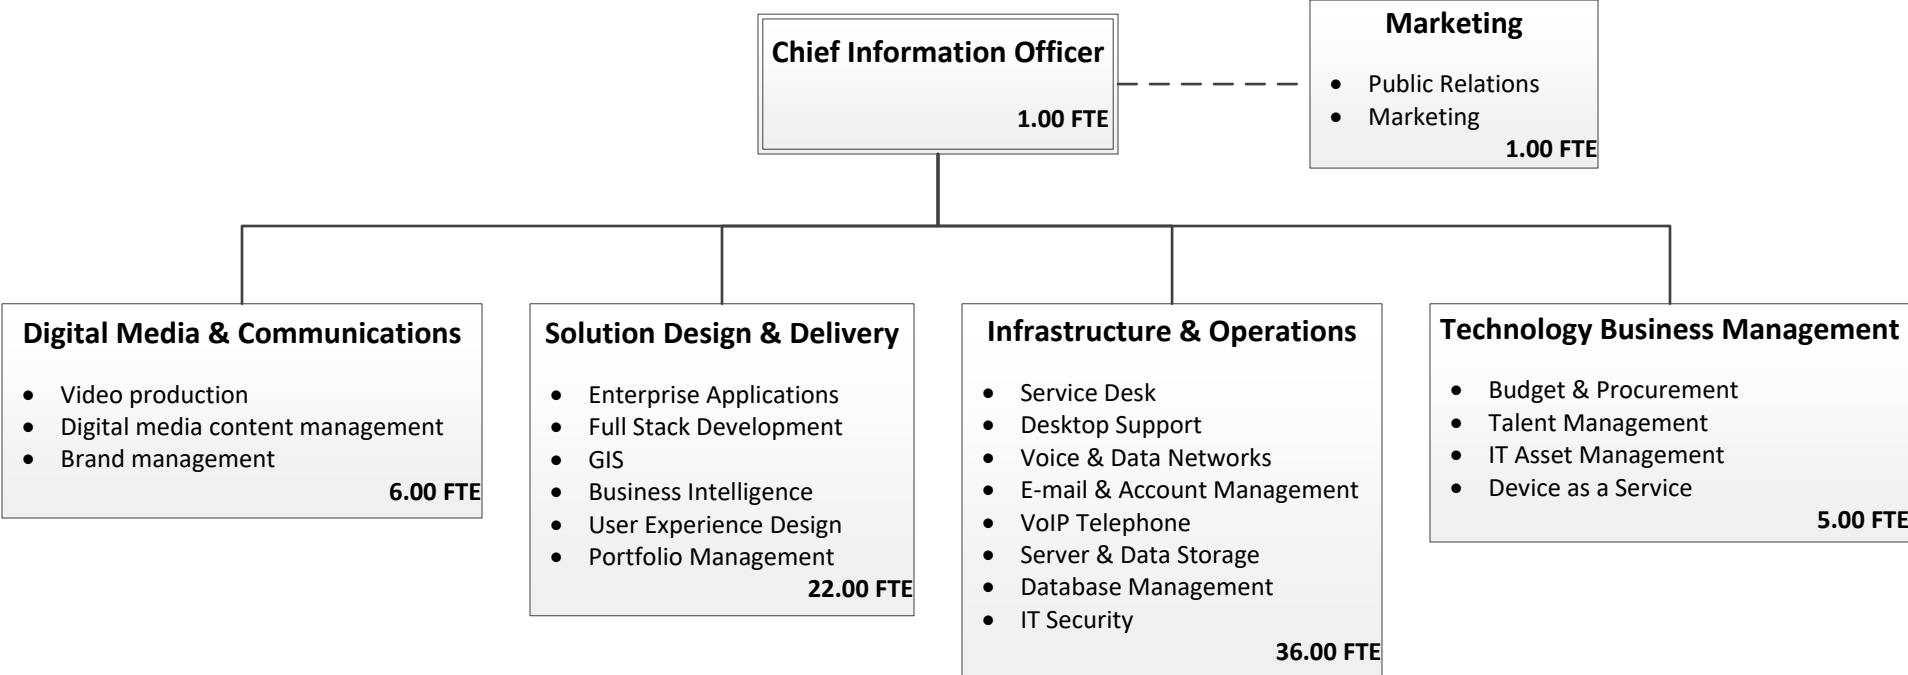 Chief Information Officer
1.00 FTE
Marketing
• Public Relations
• Marketing
1.00 FTE
Digital Media & Communications
• Video production
• Digital media content management
• Brand management
6.00 FTE
Solution Design & Delivery
• Enterprise Applications
• Full Stack Development
• GIS
• Business Intelligence
• User Experience Design
• Portfolio Management
22.00 FTE
Infrastructure & Operations
• Service Desk
• Desktop Support
• Voice & Data Networks
• E-mail & Account Management
• VoIP Telephone
• Server & Data Storage
• Database Management
• IT Security
36.00 FTE
Technology Business Management
• Budget & Procurement
• Talent Management
• IT Asset Management
• Device as a Service
5.00 FTE